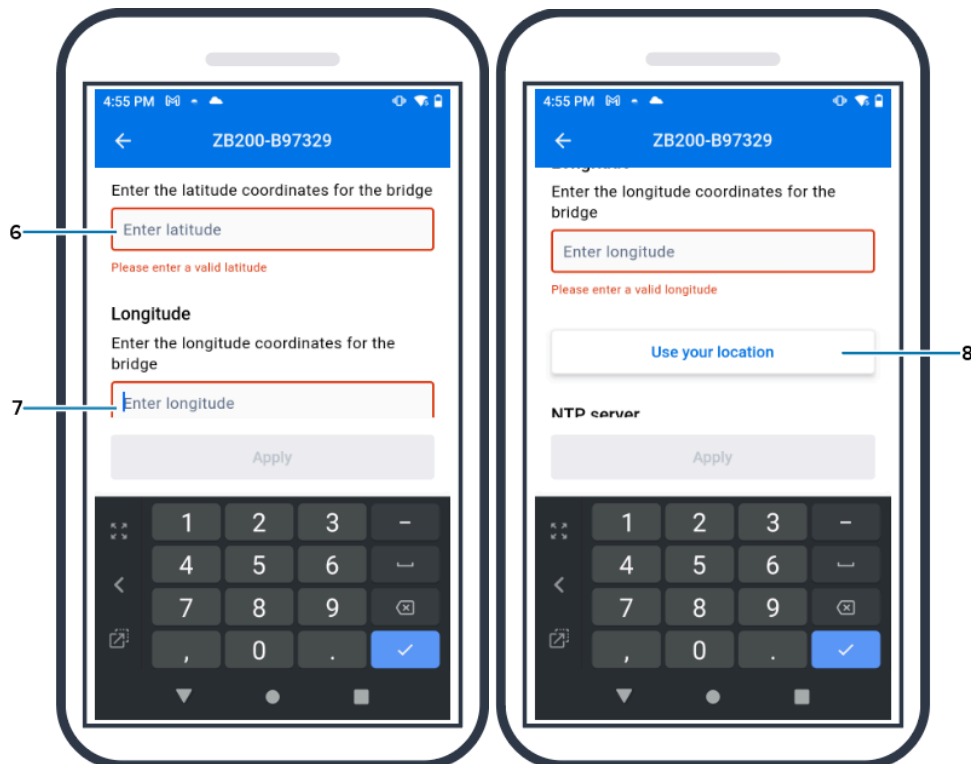 4:55 PM
ZB200-B97329
Enter the latitude coordinates for the bridge
6
Enter latitude
Please enter a valid latitude
Longitude
Enter the longitude coordinates for the
bridge
7
Enter longitude
Apply
1 2 3 –
4 5 6
7 8 9
, 0 .
4:55 PM
ZB200-B97329
Enter the longitude coordinates for the
bridge
Enter longitude
Please enter a valid longitude
Use your location
8
NTP server
Apply
1 2 3 –
4 5 6
7 8 9
, 0 .